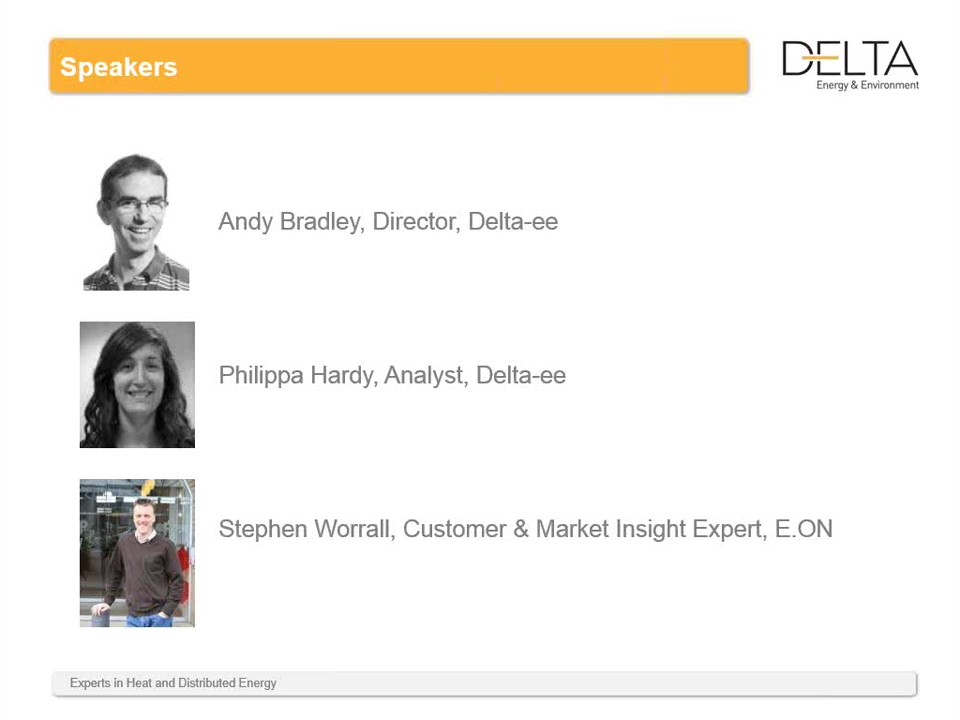 Speakers
DELTA
Energy & Environment
Andy Bradley, Director, Delta-ee
Philippa Hardy, Analyst, Delta-ee
Stephen Worrall, Customer & Market Insight Expert, E.ON
Experts in Heat and Distributed Energy